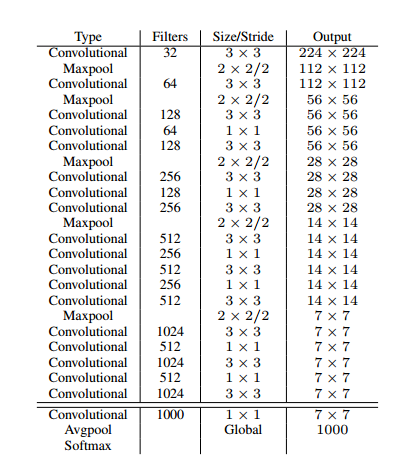 Type Filters Size/Stride Output
Convolutional 32 3 × 3 224 × 224
Maxpool 2 × 2/2 112 × 112
Convolutional 64 3 × 3 112 × 112
Maxpool 2 × 2/2 56 × 56
Convolutional 128 3 × 3 56 × 56
Convolutional 64 1 × 1 56 × 56
Convolutional 128 3 × 3 56 × 56
Maxpool 2 × 2/2 28 × 28
Convolutional 256 3 × 3 28 × 28
Convolutional 128 1 × 1 28 × 28
Convolutional 256 3 × 3 28 × 28
Maxpool 2 × 2/2 14 × 14
Convolutional 512 3 × 3 14 × 14
Convolutional 256 1 × 1 14 × 14
Convolutional 512 3 × 3 14 × 14
Convolutional 256 1 × 1 14 × 14
Convolutional 512 3 × 3 14 × 14
Maxpool 2 × 2/2 7 × 7
Convolutional 1024 3 × 3 7 × 7
Convolutional 512 1 × 1 7 × 7
Convolutional 1024 3 × 3 7 × 7
Convolutional 512 1 × 1 7 × 7
Convolutional 1024 3 × 3 7 × 7
Convolutional 1000 1 × 1 7 × 7
Avgpool Global 1000
Softmax